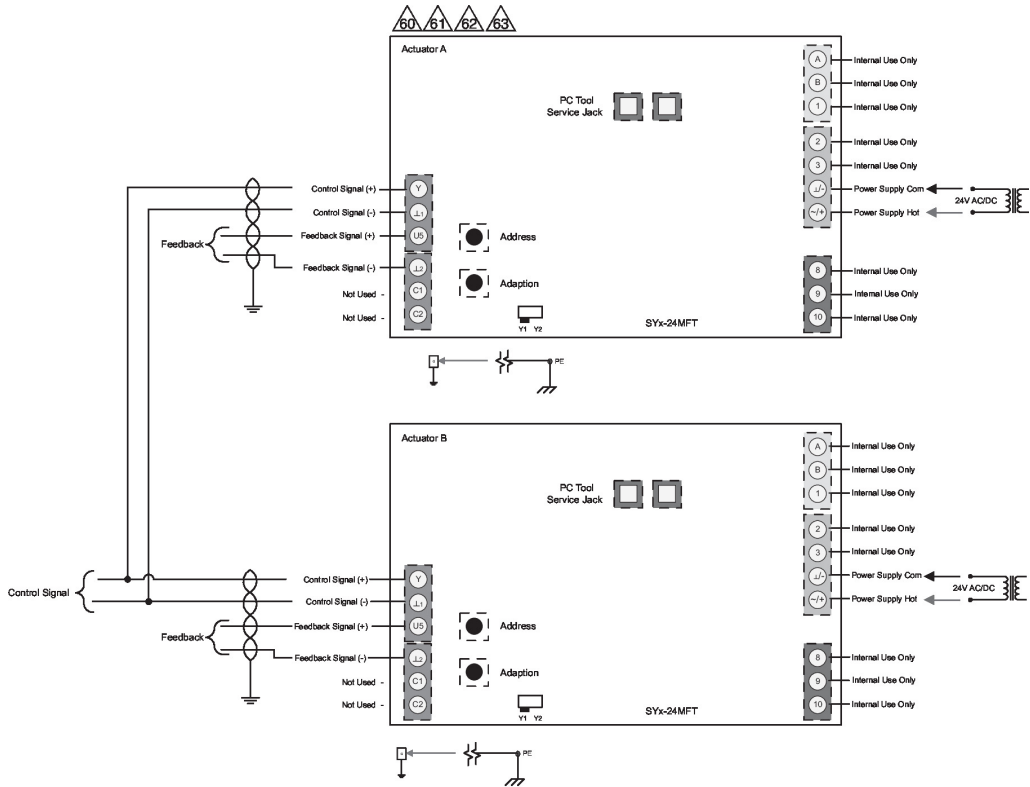 60 61 62 63
Actuator A
A Internal Use Only
B Internal Use Only
PC Tool
Service Jack
1 Internal Use Only
2 Internal Use Only
3 Internal Use Only
Control Signal (+) Y
⊥/- Power Supply Com
24V AC/DC
Control Signal (-) ⊥1
~/+ Power Supply Hot
Feedback
Feedback Signal (+) U5
Address
Feedback Signal (-) ⊥2
8 Internal Use Only
Not Used - C1
Adaption
9 Internal Use Only
Not Used - C2
Y1 Y2
SYx-24MFT
10 Internal Use Only
PE
Actuator B
A Internal Use Only
B Internal Use Only
PC Tool
Service Jack
1 Internal Use Only
2 Internal Use Only
3 Internal Use Only
Control Signal
Control Signal (+) Y
⊥/- Power Supply Com
24V AC/DC
Control Signal (-) ⊥1
~/+ Power Supply Hot
Feedback
Feedback Signal (+) U5
Address
Feedback Signal (-) ⊥2
8 Internal Use Only
Not Used - C1
Adaption
9 Internal Use Only
Not Used - C2
Y1 Y2
SYx-24MFT
10 Internal Use Only
PE